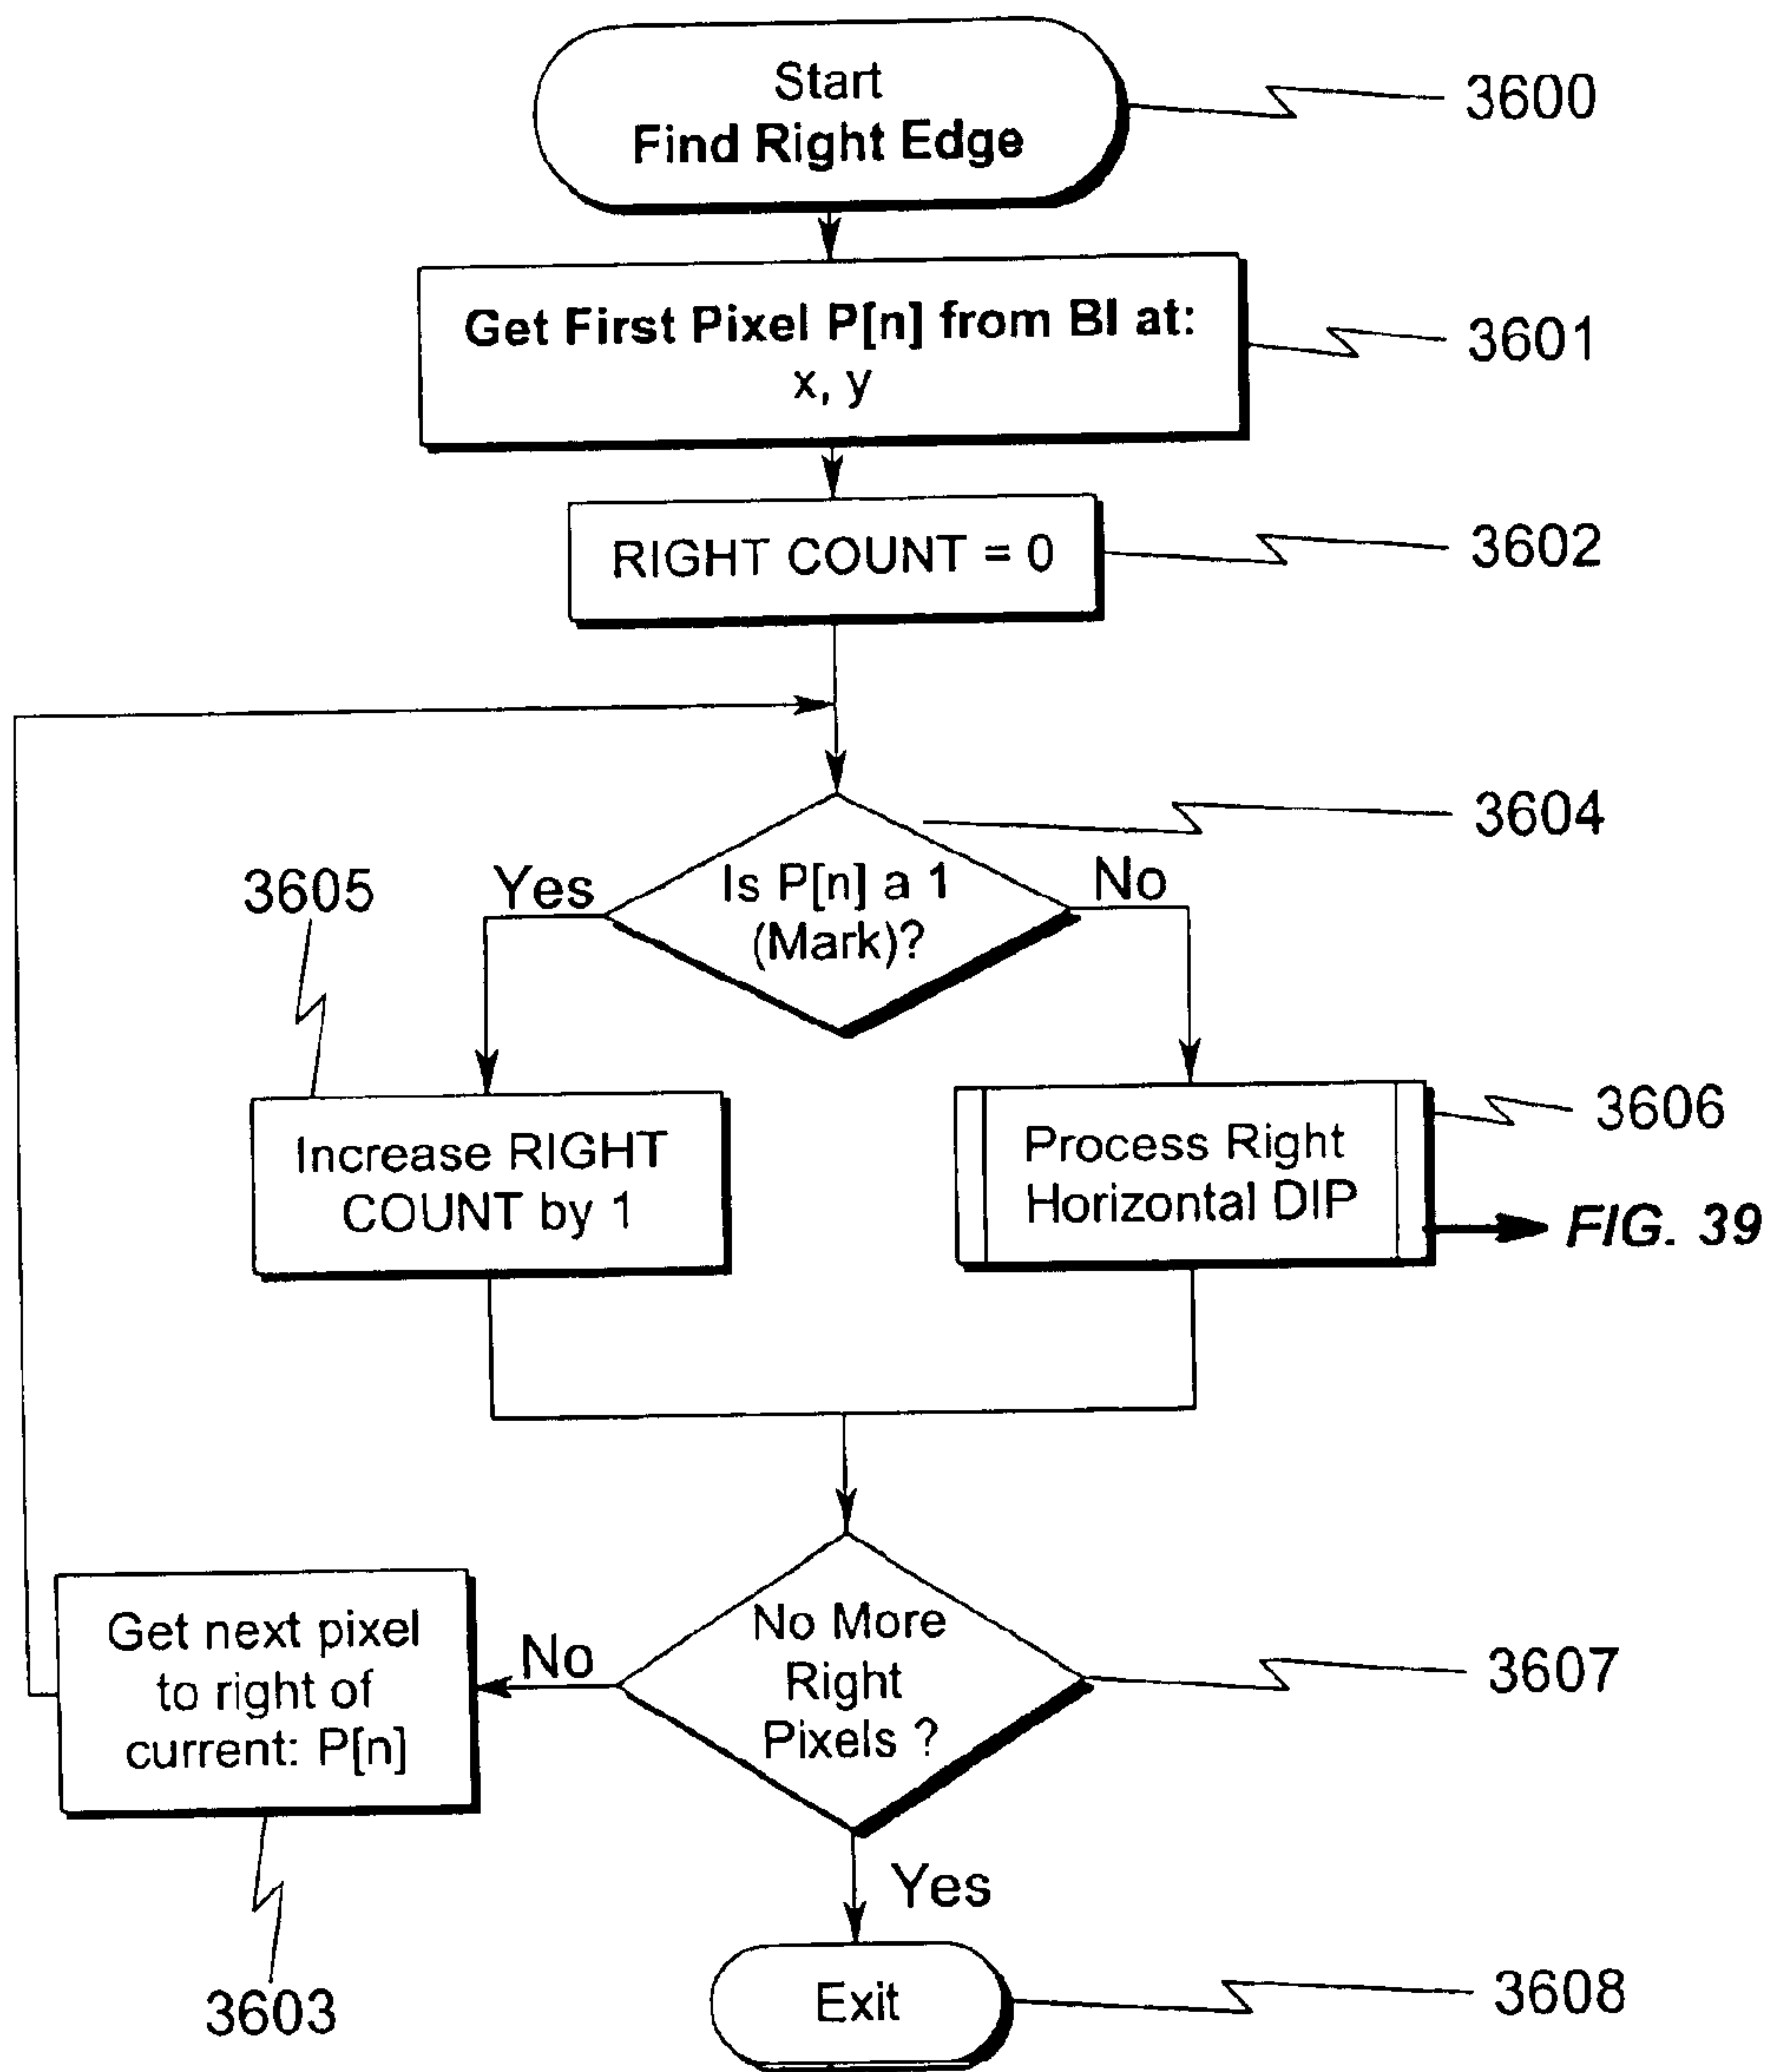 Start
Find Right Edge
3600
Get First Pixel P[n] from BI at:
x, y
3601
RIGHT COUNT = 0
3602
3604
Is P[n] a 1
(Mark)?
Yes
No
3605
Increase RIGHT
COUNT by 1
Process Right
Horizontal DIP
3606
FIG. 39
No More
Right
Pixels ?
3607
No
Get next pixel
to right of
current: P[n]
3603
Yes
Exit
3608